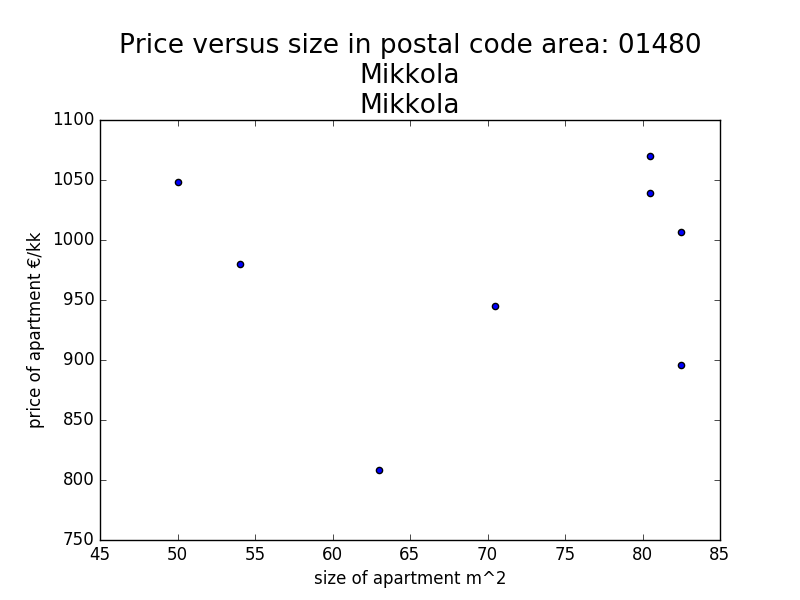 Price versus size in postal code area: 01480
Mikkola
Mikkola
1100
1050
1000
950
900
850
800
750
price of apartment €/kk
45 50 55 60 65 70 75 80 85
size of apartment m^2